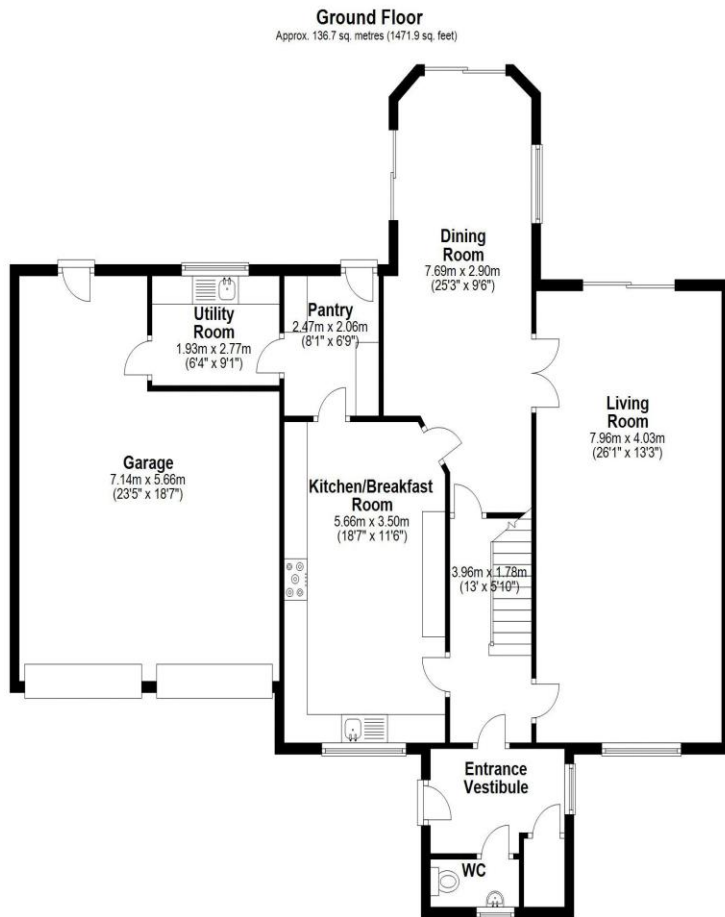 Ground Floor
Approx. 136.7 sq. metres (1471.9 sq. feet)
Dining
Room
7.69m x 2.90m
(25'3" x 9'6")
Utility
Room
1.93m x 2.77m
(6'4" x 9'1")
Pantry
2.47m x 2.06m
(8'1" x 6'9")
Living
Room
7.96m x 4.03m
(26'1" x 13'3")
Garage
7.14m x 5.66m
(23'5" x 18'7")
Kitchen/Breakfast
Room
5.66m x 3.50m
(18'7" x 11'6")
3.96m x 1.78m
(13' x 5'10")
Entrance
Vestibule
WC